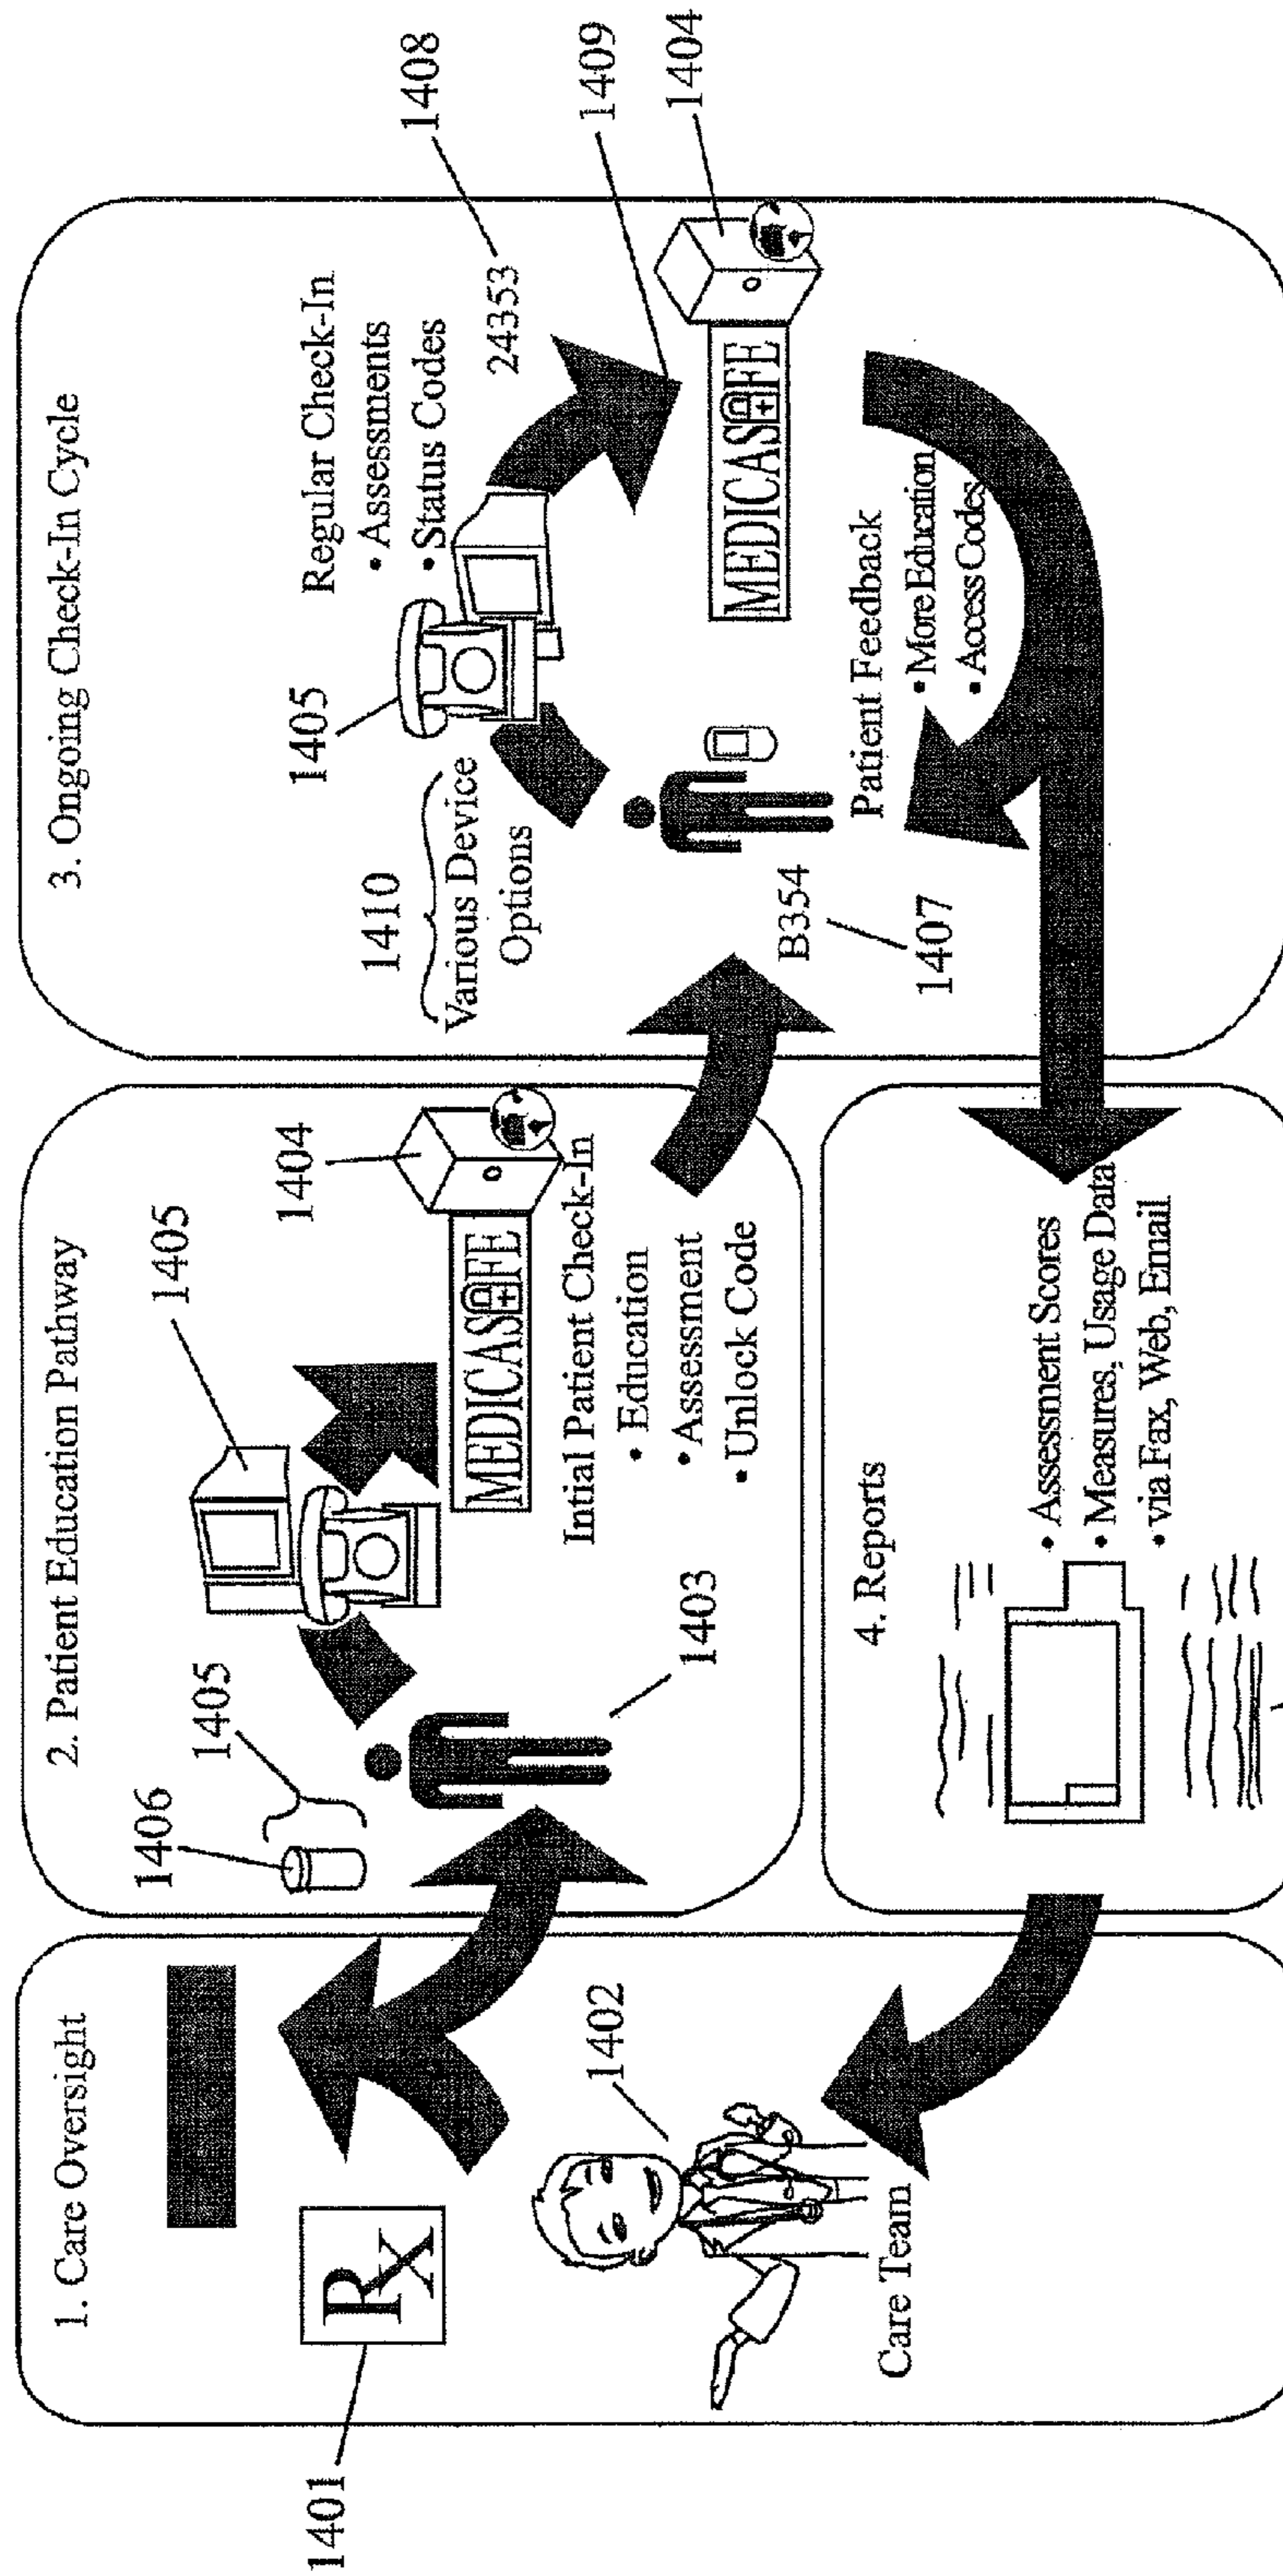 1. Care Oversight
1401
Rx
1402
Care Team
2. Patient Education Pathway
1406
1405
1405
1404
1403
MEDICASAFE
Intial Patient Check-In
• Education
• Assessment
• Unlock Code
3. Ongoing Check-In Cycle
1410
Various Device
Options
1405
Regular Check-In
• Assessments
• Status Codes
24353
1408
1409
1404
MEDICASAFE
B354
1407
Patient Feedback
• More Education
• Access Codes
4. Reports
• Assessment Scores
• Measures, Usage Data
• via Fax, Web, Email